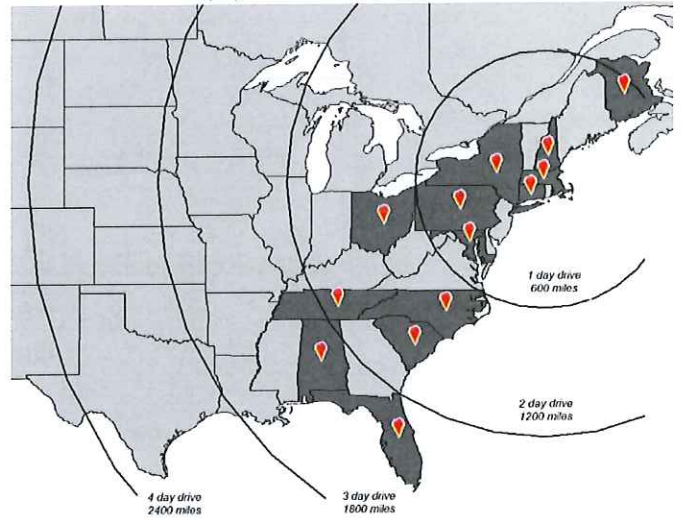 1 day drive
600 miles
2 day drive
1200 miles
3 day drive
1800 miles
4 day drive
2400 miles